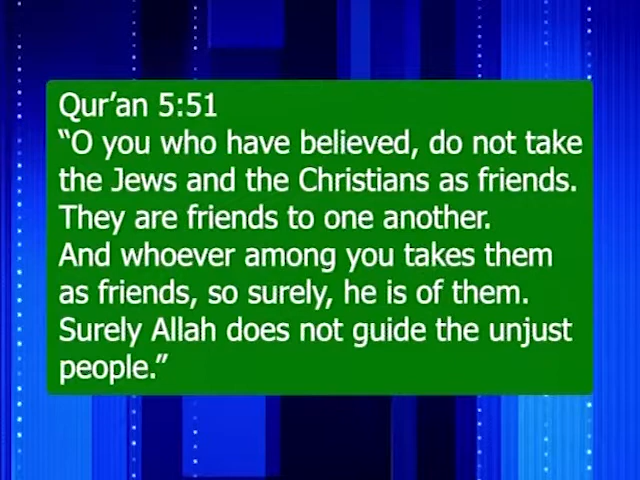 Qur’an 5:51
“O you who have believed, do not take
the Jews and the Christians as friends.
They are friends to one another.
And whoever among you takes them
as friends, so surely, he is of them.
Surely Allah does not guide the unjust
people.”